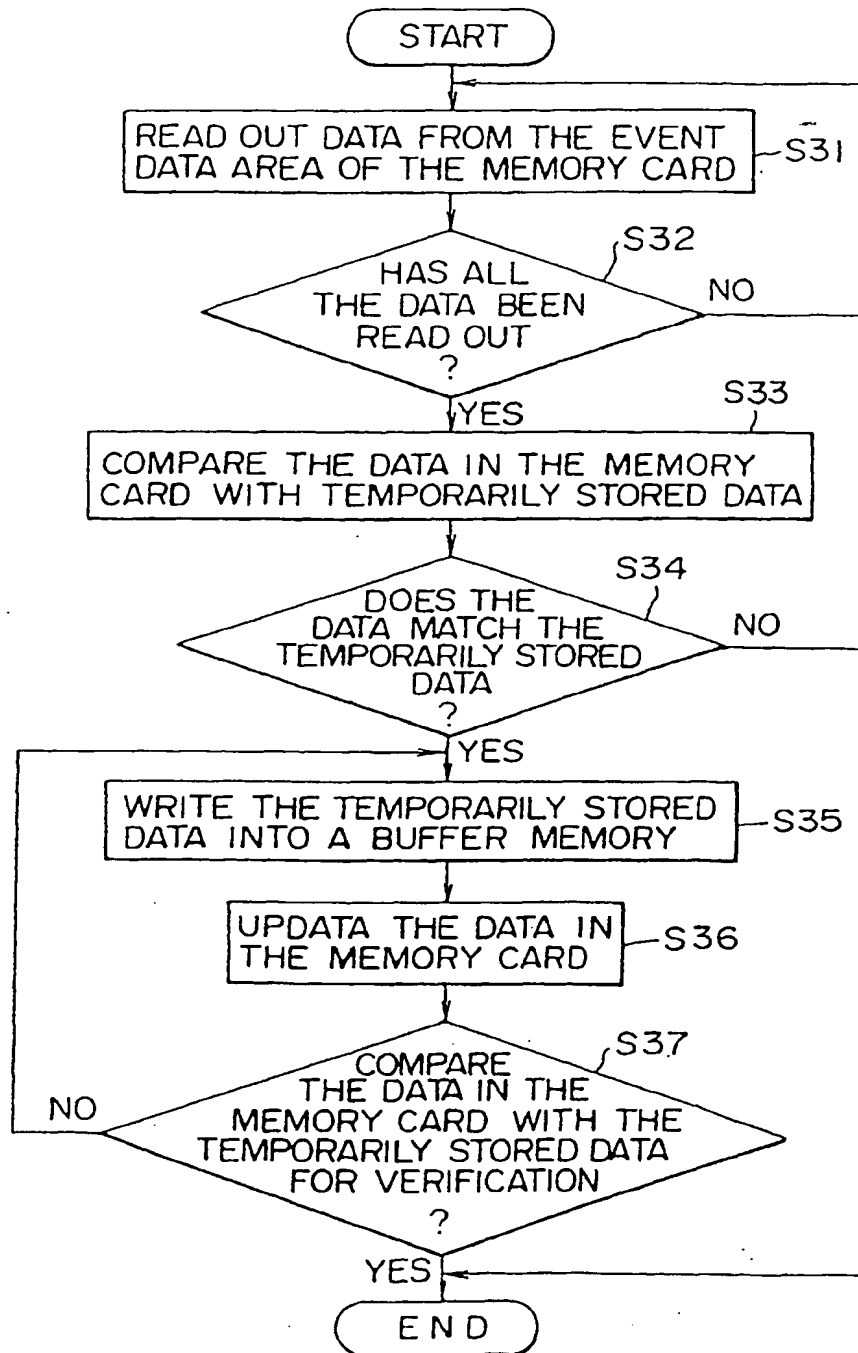 START
READ OUT DATA FROM THE EVENT
DATA AREA OF THE MEMORY CARD
S31
S32
HAS ALL
THE DATA BEEN
READ OUT
?
NO
YES
S33
COMPARE THE DATA IN THE MEMORY
CARD WITH TEMPORARILY STORED DATA
S34
DOES THE
DATA MATCH THE
TEMPORARILY STORED
DATA
?
NO
YES
WRITE THE TEMPORARILY STORED
DATA INTO A BUFFER MEMORY
S35
UPDATA THE DATA IN
THE MEMORY CARD
S36
S37
COMPARE
THE DATA IN THE
MEMORY CARD WITH THE
TEMPORARILY STORED DATA
FOR VERIFICATION
?
NO
YES
END